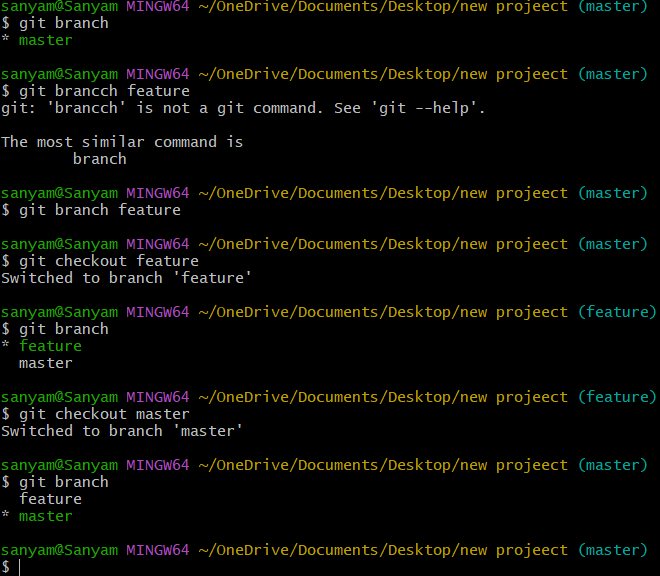 sanyam@Sanyam MINGW64 ~/OneDrive/Documents/Desktop/new projeect (master)
$ git branch
* master
sanyam@Sanyam MINGW64 ~/OneDrive/Documents/Desktop/new projeect (master)
$ git brancch feature
git: 'brancch' is not a git command. See 'git --help'.
The most similar command is
        branch
sanyam@Sanyam MINGW64 ~/OneDrive/Documents/Desktop/new projeect (master)
$ git branch feature
sanyam@Sanyam MINGW64 ~/OneDrive/Documents/Desktop/new projeect (master)
$ git checkout feature
Switched to branch 'feature'
sanyam@Sanyam MINGW64 ~/OneDrive/Documents/Desktop/new projeect (feature)
$ git branch
* feature
  master
sanyam@Sanyam MINGW64 ~/OneDrive/Documents/Desktop/new projeect (feature)
$ git checkout master
Switched to branch 'master'
sanyam@Sanyam MINGW64 ~/OneDrive/Documents/Desktop/new projeect (master)
$ git branch
  feature
* master
sanyam@Sanyam MINGW64 ~/OneDrive/Documents/Desktop/new projeect (master)
$